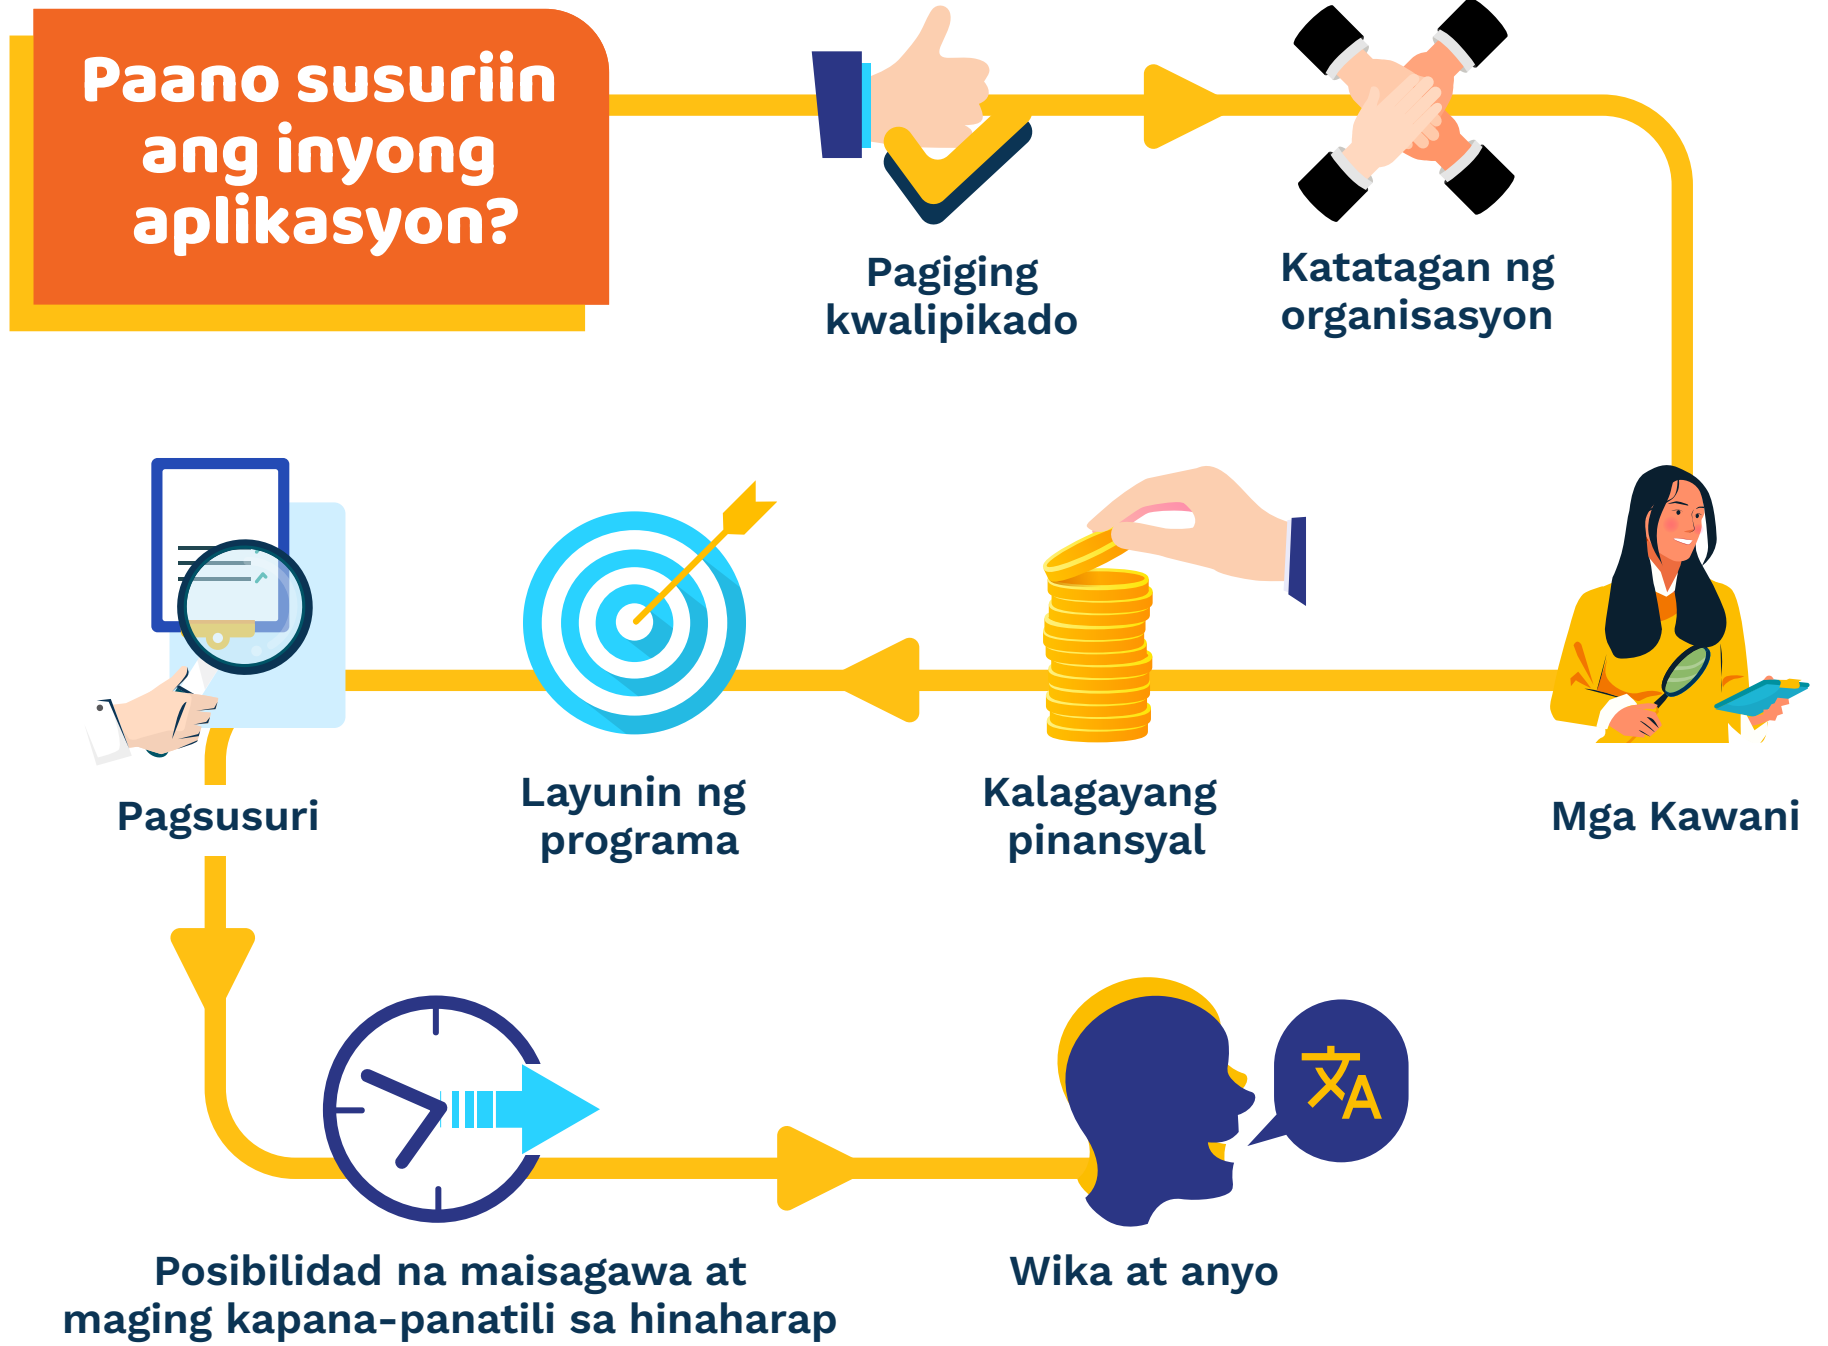 Paano susuriin
ang inyong
aplikasyon?
Pagiging
kwalipikado
Katatagan ng
organisasyon
Mga Kawani
Kalagayang
pinansyal
Layunin ng
programa
Pagsusuri
Posibilidad na maisagawa at
maging kapana-panatili sa hinaharap
Wika at anyo
文A